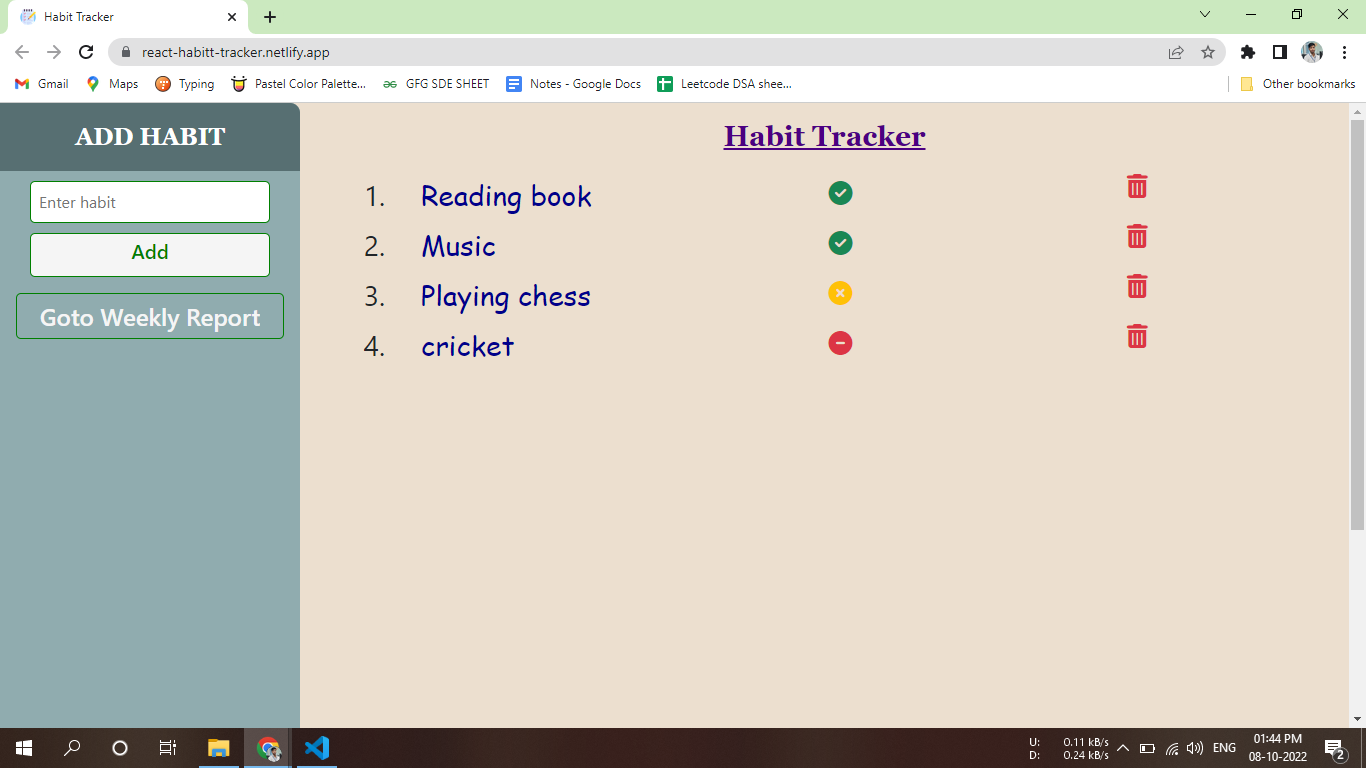 Habit Tracker
react-habitt-tracker.netlify.app
Gmail Maps Typing Pastel Color Palette... GFG SDE SHEET Notes - Google Docs Leetcode DSA shee... Other bookmarks
ADD HABIT
Enter habit
Add
Goto Weekly Report
Habit Tracker
1. Reading book
2. Music
3. Playing chess
4. cricket
U: 0.11 kB/s
D: 0.24 kB/s
ENG
01:44 PM
08-10-2022
2